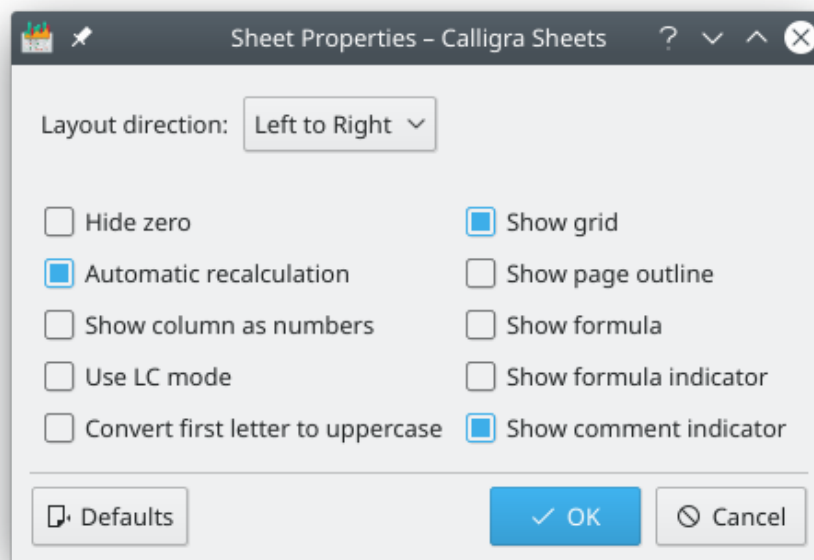 Sheet Properties – Calligra Sheets
Layout direction: Left to Right
Hide zero
Automatic recalculation
Show column as numbers
Use LC mode
Convert first letter to uppercase
Show grid
Show page outline
Show formula
Show formula indicator
Show comment indicator
Defaults
OK
Cancel